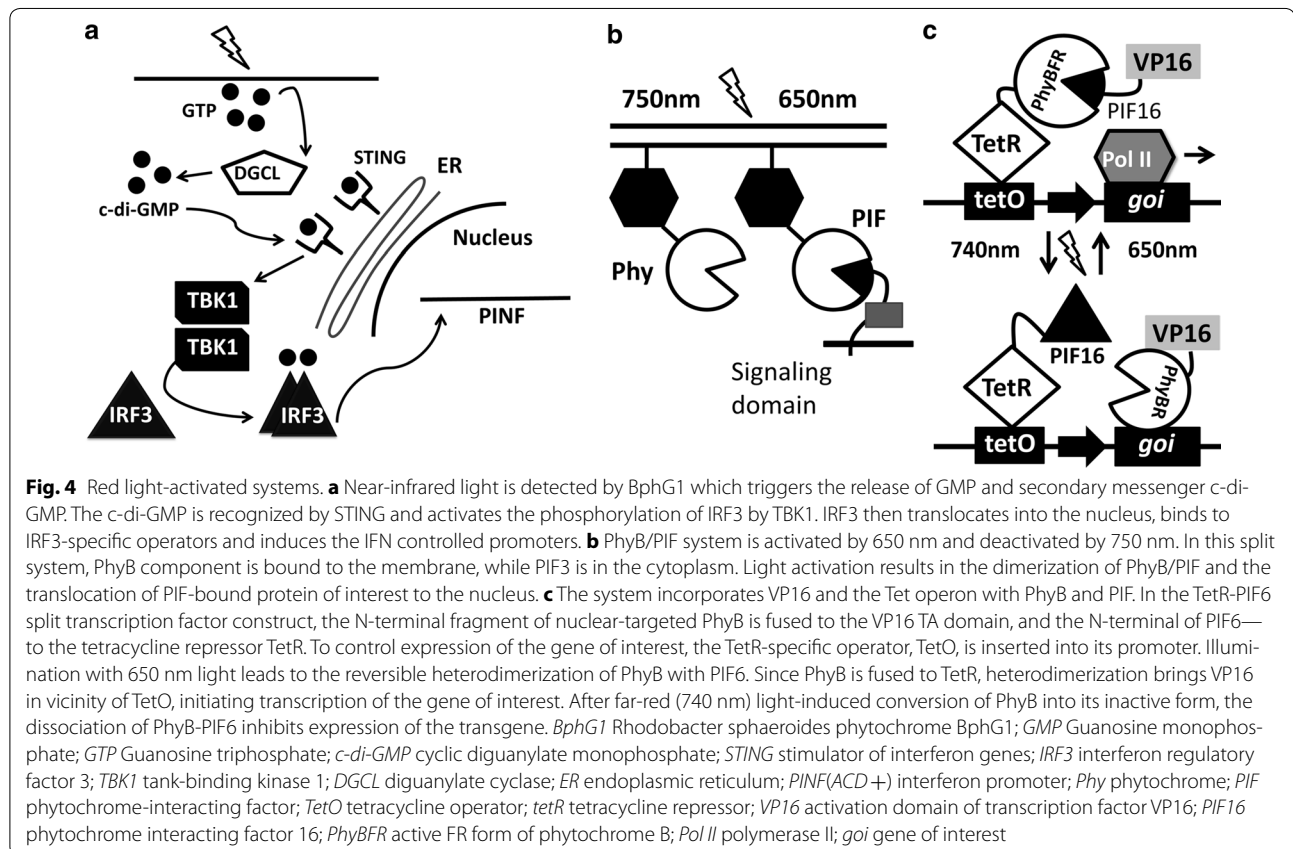 a
GTP
DGCL
c-di-GMP
STING
ER
Nucleus
TBK1
TBK1
PINF
IRF3
IRF3
b
750nm
650nm
Phy
PIF
Signaling
domain
c
VP16
PhyBFR
PIF16
TetR
Pol II
tetO
goi
740nm
650nm
PIF16
VP16
TetR
PhyBR
tetO
goi
Fig. 4 Red light-activated systems. a Near-infrared light is detected by BphG1 which triggers the release of GMP and secondary messenger c-di-
GMP. The c-di-GMP is recognized by STING and activates the phosphorylation of IRF3 by TBK1. IRF3 then translocates into the nucleus, binds to
IRF3-specific operators and induces the IFN controlled promoters. b PhyB/PIF system is activated by 650 nm and deactivated by 750 nm. In this split
system, PhyB component is bound to the membrane, while PIF3 is in the cytoplasm. Light activation results in the dimerization of PhyB/PIF and the
translocation of PIF-bound protein of interest to the nucleus. c The system incorporates VP16 and the Tet operon with PhyB and PIF. In the TetR-PIF6
split transcription factor construct, the N-terminal fragment of nuclear-targeted PhyB is fused to the VP16 TA domain, and the N-terminal of PIF6—
to the tetracycline repressor TetR. To control expression of the gene of interest, the TetR-specific operator, TetO, is inserted into its promoter. Illumi-
nation with 650 nm light leads to the reversible heterodimerization of PhyB with PIF6. Since PhyB is fused to TetR, heterodimerization brings VP16
in vicinity of TetO, initiating transcription of the gene of interest. After far-red (740 nm) light-induced conversion of PhyB into its inactive form, the
dissociation of PhyB-PIF6 inhibits expression of the transgene. BphG1 Rhodobacter sphaeroides phytochrome BphG1; GMP Guanosine monophos-
phate; GTP Guanosine triphosphate; c-di-GMP cyclic diguanylate monophosphate; STING stimulator of interferon genes; IRF3 interferon regulatory
factor 3; TBK1 tank-binding kinase 1; DGCL diguanylate cyclase; ER endoplasmic reticulum; PINF(ACD+) interferon promoter; Phy phytochrome; PIF
phytochrome-interacting factor; TetO tetracycline operator; tetR tetracycline repressor; VP16 activation domain of transcription factor VP16; PIF16
phytochrome interacting factor 16; PhyBFR active FR form of phytochrome B; Pol II polymerase II; goi gene of interest